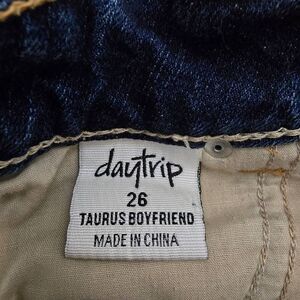 daytrip
26
TAURUS BOYFRIEND
MADE IN CHINA